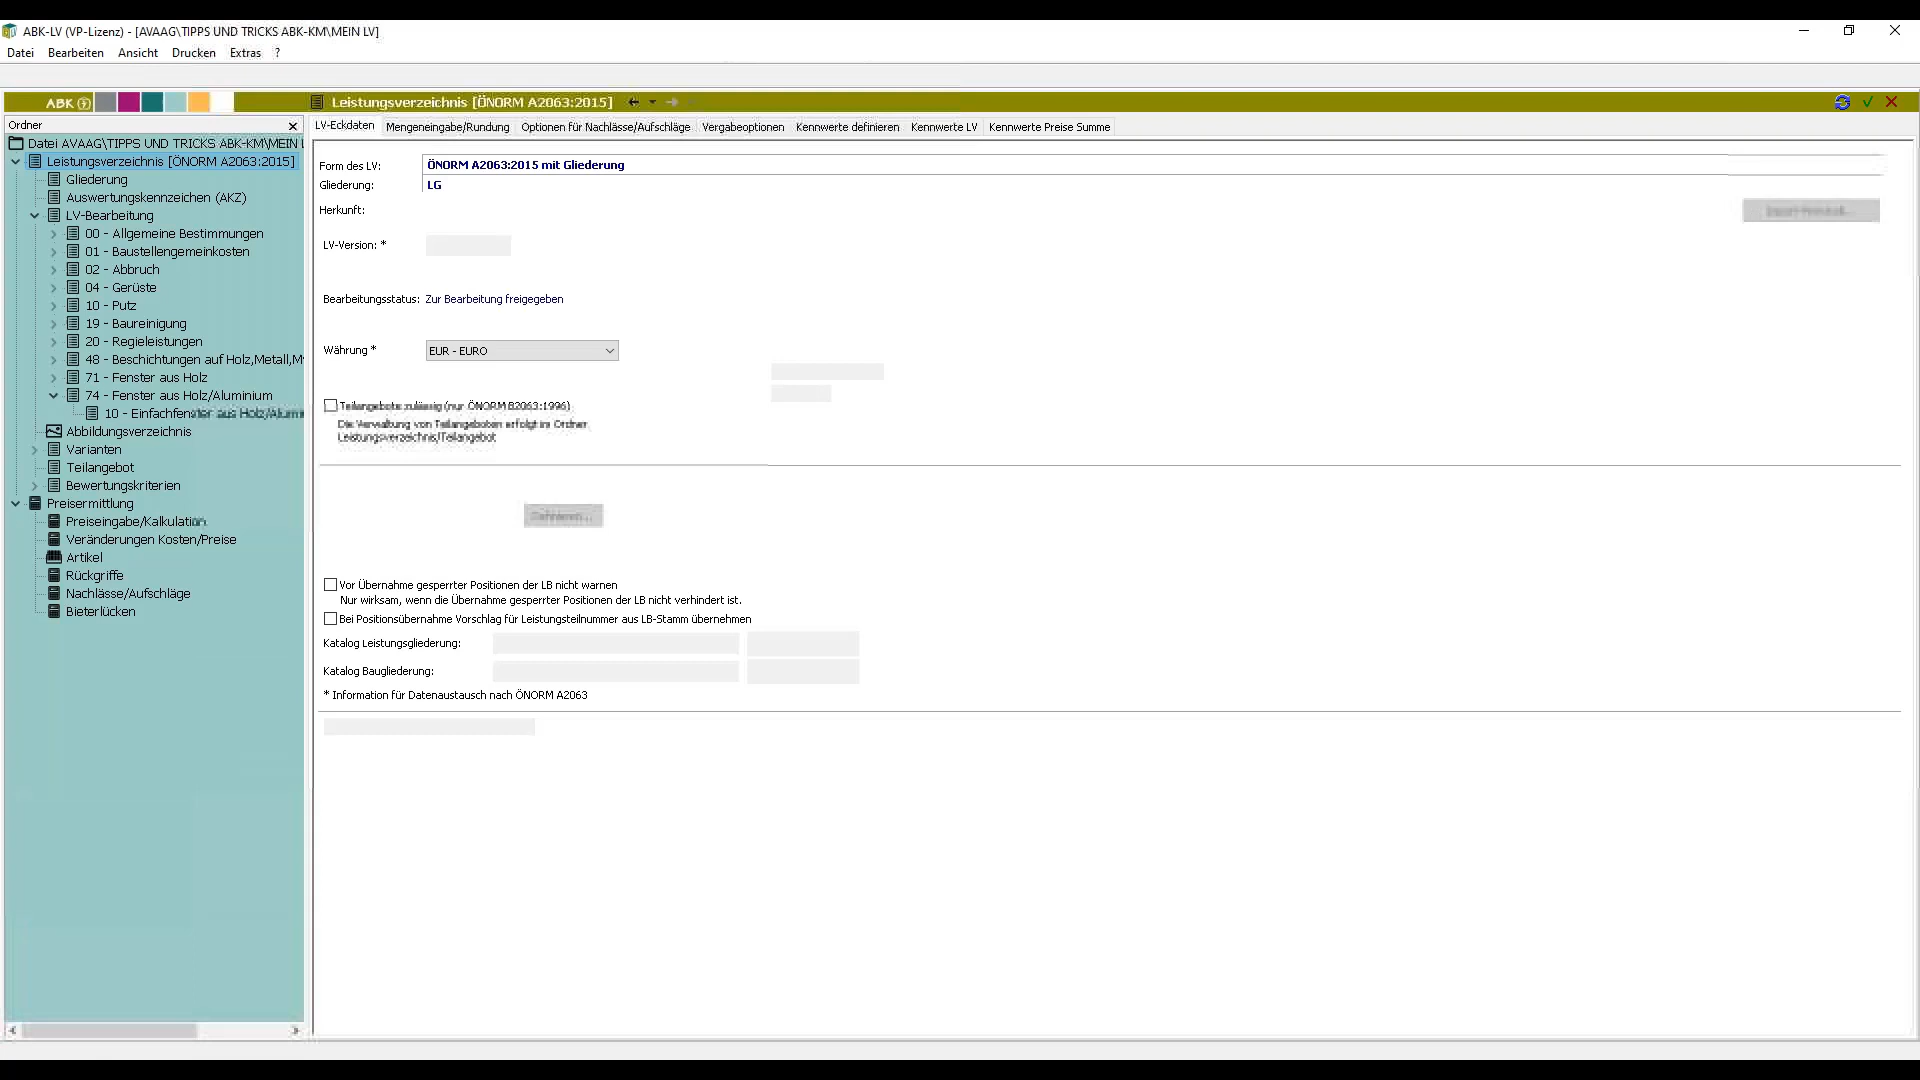 ABK-LV (VP-Lizenz) - [AVAAG\TIPPS UND TRICKS ABK-KM\MEIN LV]
Datei Bearbeiten Ansicht Drucken Extras ?
ABK
Leistungsverzeichnis [ÖNORM A2063:2015]
Ordner
Datei AVAAG\TIPPS UND TRICKS ABK-KM\MEIN
Leistungsverzeichnis [ÖNORM A2063:2015]
Gliederung
Auswertungskennzeichen (AKZ)
LV-Bearbeitung
00 - Allgemeine Bestimmungen
01 - Baustellengemeinkosten
02 - Abbruch
04 - Gerüste
10 - Putz
19 - Baureinigung
20 - Regieleistungen
48 - Beschichtungen auf Holz,Metall,M
71 - Fenster aus Holz
74 - Fenster aus Holz/Aluminium
10 - Einfachfenster aus Holz/Alumin
Abbildungsverzeichnis
Varianten
Teilangebot
Bewertungskriterien
Preisermittlung
Preiseingabe/Kalkulation
Veränderungen Kosten/Preise
Artikel
Rückgriffe
Nachlässe/Aufschläge
Bieterlücken
LV-Eckdaten Mengeneingabe/Rundung Optionen für Nachlässe/Aufschläge Vergabeoptionen Kennwerte definieren Kennwerte LV Kennwerte Preise Summe
Form des LV: ÖNORM A2063:2015 mit Gliederung
Gliederung: LG
Herkunft:
LV-Version: *
Bearbeitungsstatus: Zur Bearbeitung freigegeben
Währung * EUR - EURO
Teilangebote zulässig (nur ÖNORM B2063:1996)
Die Verwaltung von Teilangeboten erfolgt im Ordner
Leistungsverzeichnis/Teilangebot
Definieren...
Vor Übernahme gesperrter Positionen der LB nicht warnen
Nur wirksam, wenn die Übernahme gesperrter Positionen der LB nicht verhindert ist.
Bei Positionsübernahme Vorschlag für Leistungsteilnummer aus LB-Stamm übernehmen
Katalog Leistungsgliederung:
Katalog Baugliederung:
* Information für Datenaustausch nach ÖNORM A2063